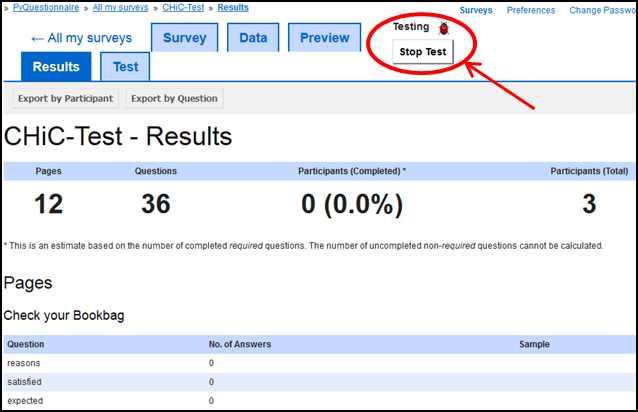 » PyQuestionnaire » All my surveys » CHiC-Test » Results
Surveys Preferences Change Passwo
← All my surveys Survey Data Preview
Testing
Stop Test
Results Test
Export by Participant Export by Question
CHiC-Test - Results
Pages Questions Participants (Completed) * Participants (Total)
12 36 0 (0.0%) 3
* This is an estimate based on the number of completed required questions. The number of uncompleted non-required questions cannot be calculated.
Pages
Check your Bookbag
Question No. of Answers Sample
reasons 0
satisfied 0
expected 0